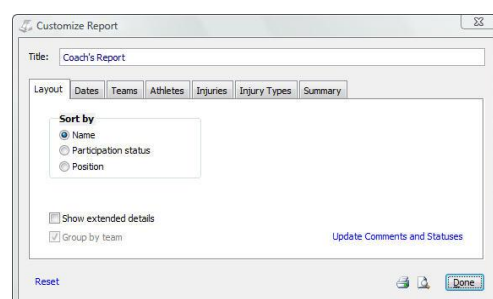 Customize Report
Title: Coach's Report
Layout Dates Teams Athletes Injuries Injury Types Summary
Sort by
Name
Participation status
Position
Show extended details
Group by team Update Comments and Statuses
Reset Done